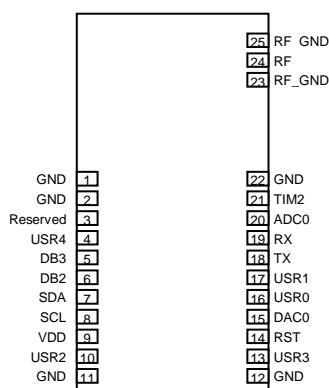 25 RF_GND
24 RF
23 RF_GND
GND 1 22 GND
GND 2 21 TIM2
Reserved 3 20 ADC0
USR4 4 19 RX
DB3 5 18 TX
DB2 6 17 USR1
SDA 7 16 USR0
SCL 8 15 DAC0
VDD 9 14 RST
USR2 10 13 USR3
GND 11 12 GND